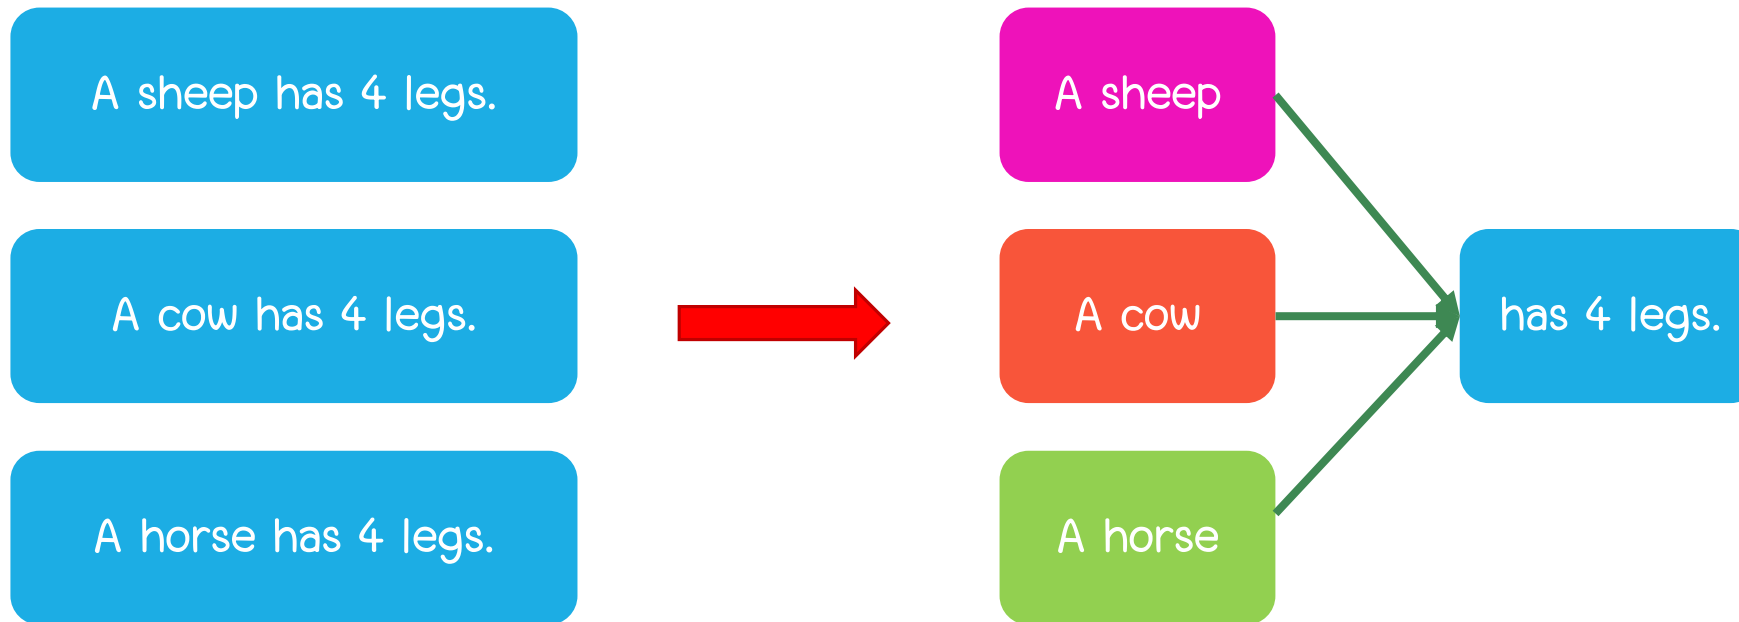 A sheep has 4 legs.
A cow has 4 legs.
A horse has 4 legs.
A sheep
A cow
A horse
has 4 legs.